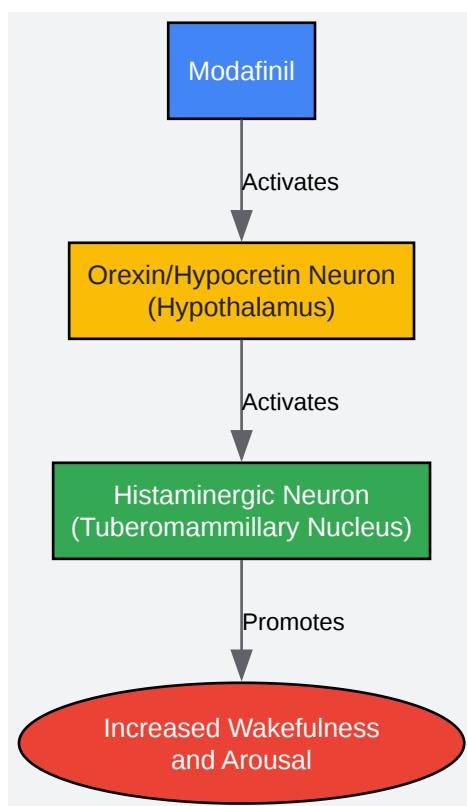 Modafinil
Activates
Orexin/Hypocretin Neuron
(Hypothalamus)
Activates
Histaminergic Neuron
(Tuberomammillary Nucleus)
Promotes
Increased Wakefulness
and Arousal